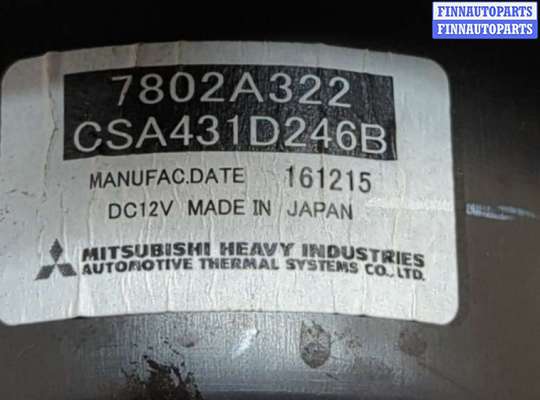 FINNAUTOPARTS
FINNAUTOPARTS
7802A322
CSA431D246B
MANUFAC.DATE 161215
DC12V MADE IN JAPAN
MITSUBISHI HEAVY INDUSTRIES
AUTOMOTIVE THERMAL SYSTEMS CO.,LTD.